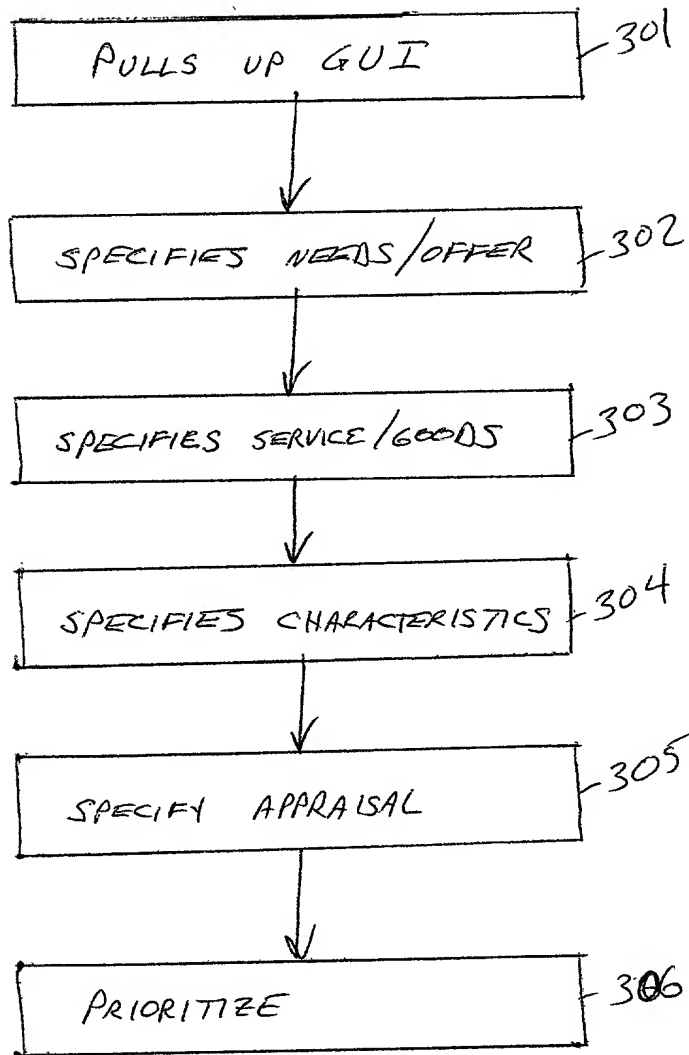 PULLS UP GUI 301
SPECIFIES NEEDS/OFFER 302
SPECIFIES SERVICE/GOODS 303
SPECIFIES CHARACTERISTICS 304
SPECIFY APPRAISAL 305
PRIORITIZE 306